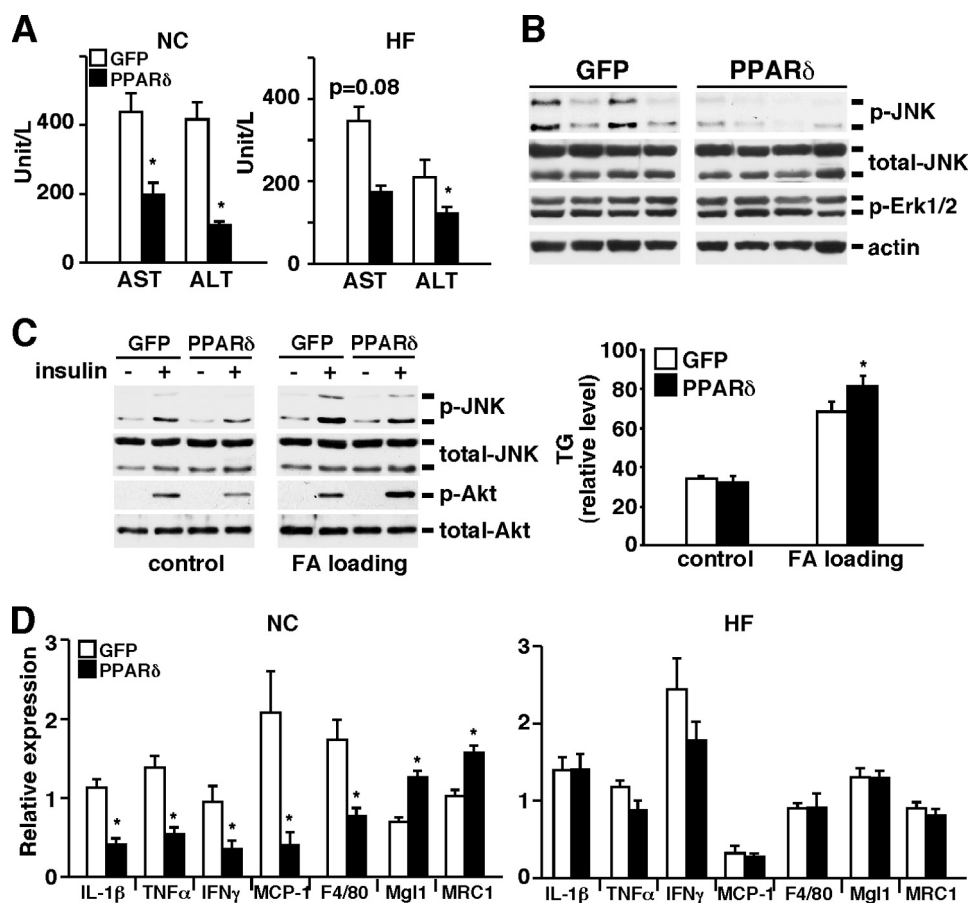 A
NC
HF
GFP
PPARδ
Unit/L
400
200
0
*
*
AST
ALT
Unit/L
400
200
0
p=0.08
*
AST
ALT
B
GFP
PPARδ
p-JNK
total-JNK
p-Erk1/2
actin
C
GFP
PPARδ
GFP
PPARδ
insulin
- + - +
- + - +
p-JNK
total-JNK
p-Akt
total-Akt
control
FA loading
TG
(relative level)
100
80
60
40
20
0
GFP
PPARδ
*
control
FA loading
D
NC
HF
GFP
PPARδ
Relative expression
3
2
1
0
* * * * * * *
IL-1β TNFα IFNγ MCP-1 F4/80 Mgl1 MRC1
3
2
1
0
IL-1β TNFα IFNγ MCP-1 F4/80 Mgl1 MRC1